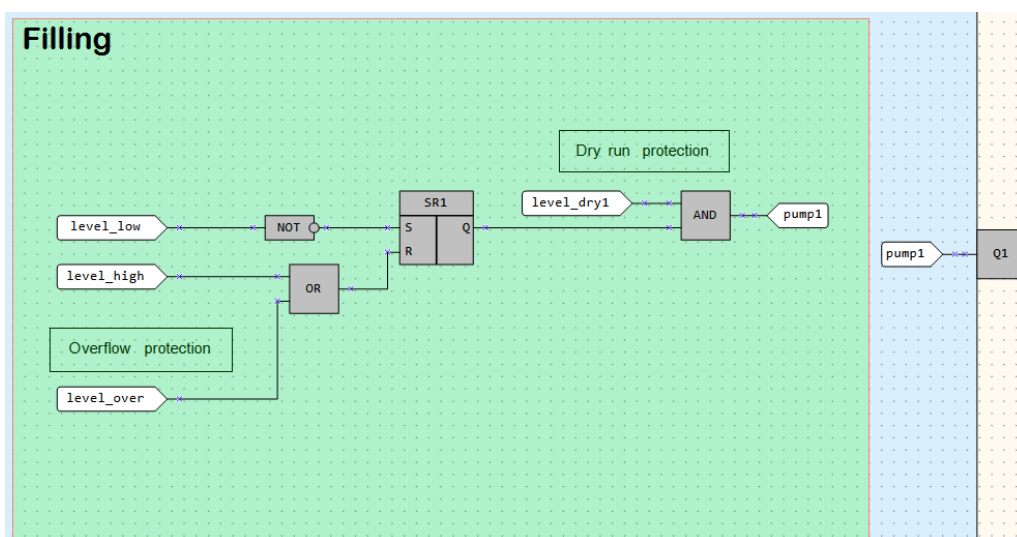 Filling
Dry run protection
level_dry1
SR1
AND
pump1
level_low
NOT
S
Q
R
pump1
Q1
level_high
OR
Overflow protection
level_over